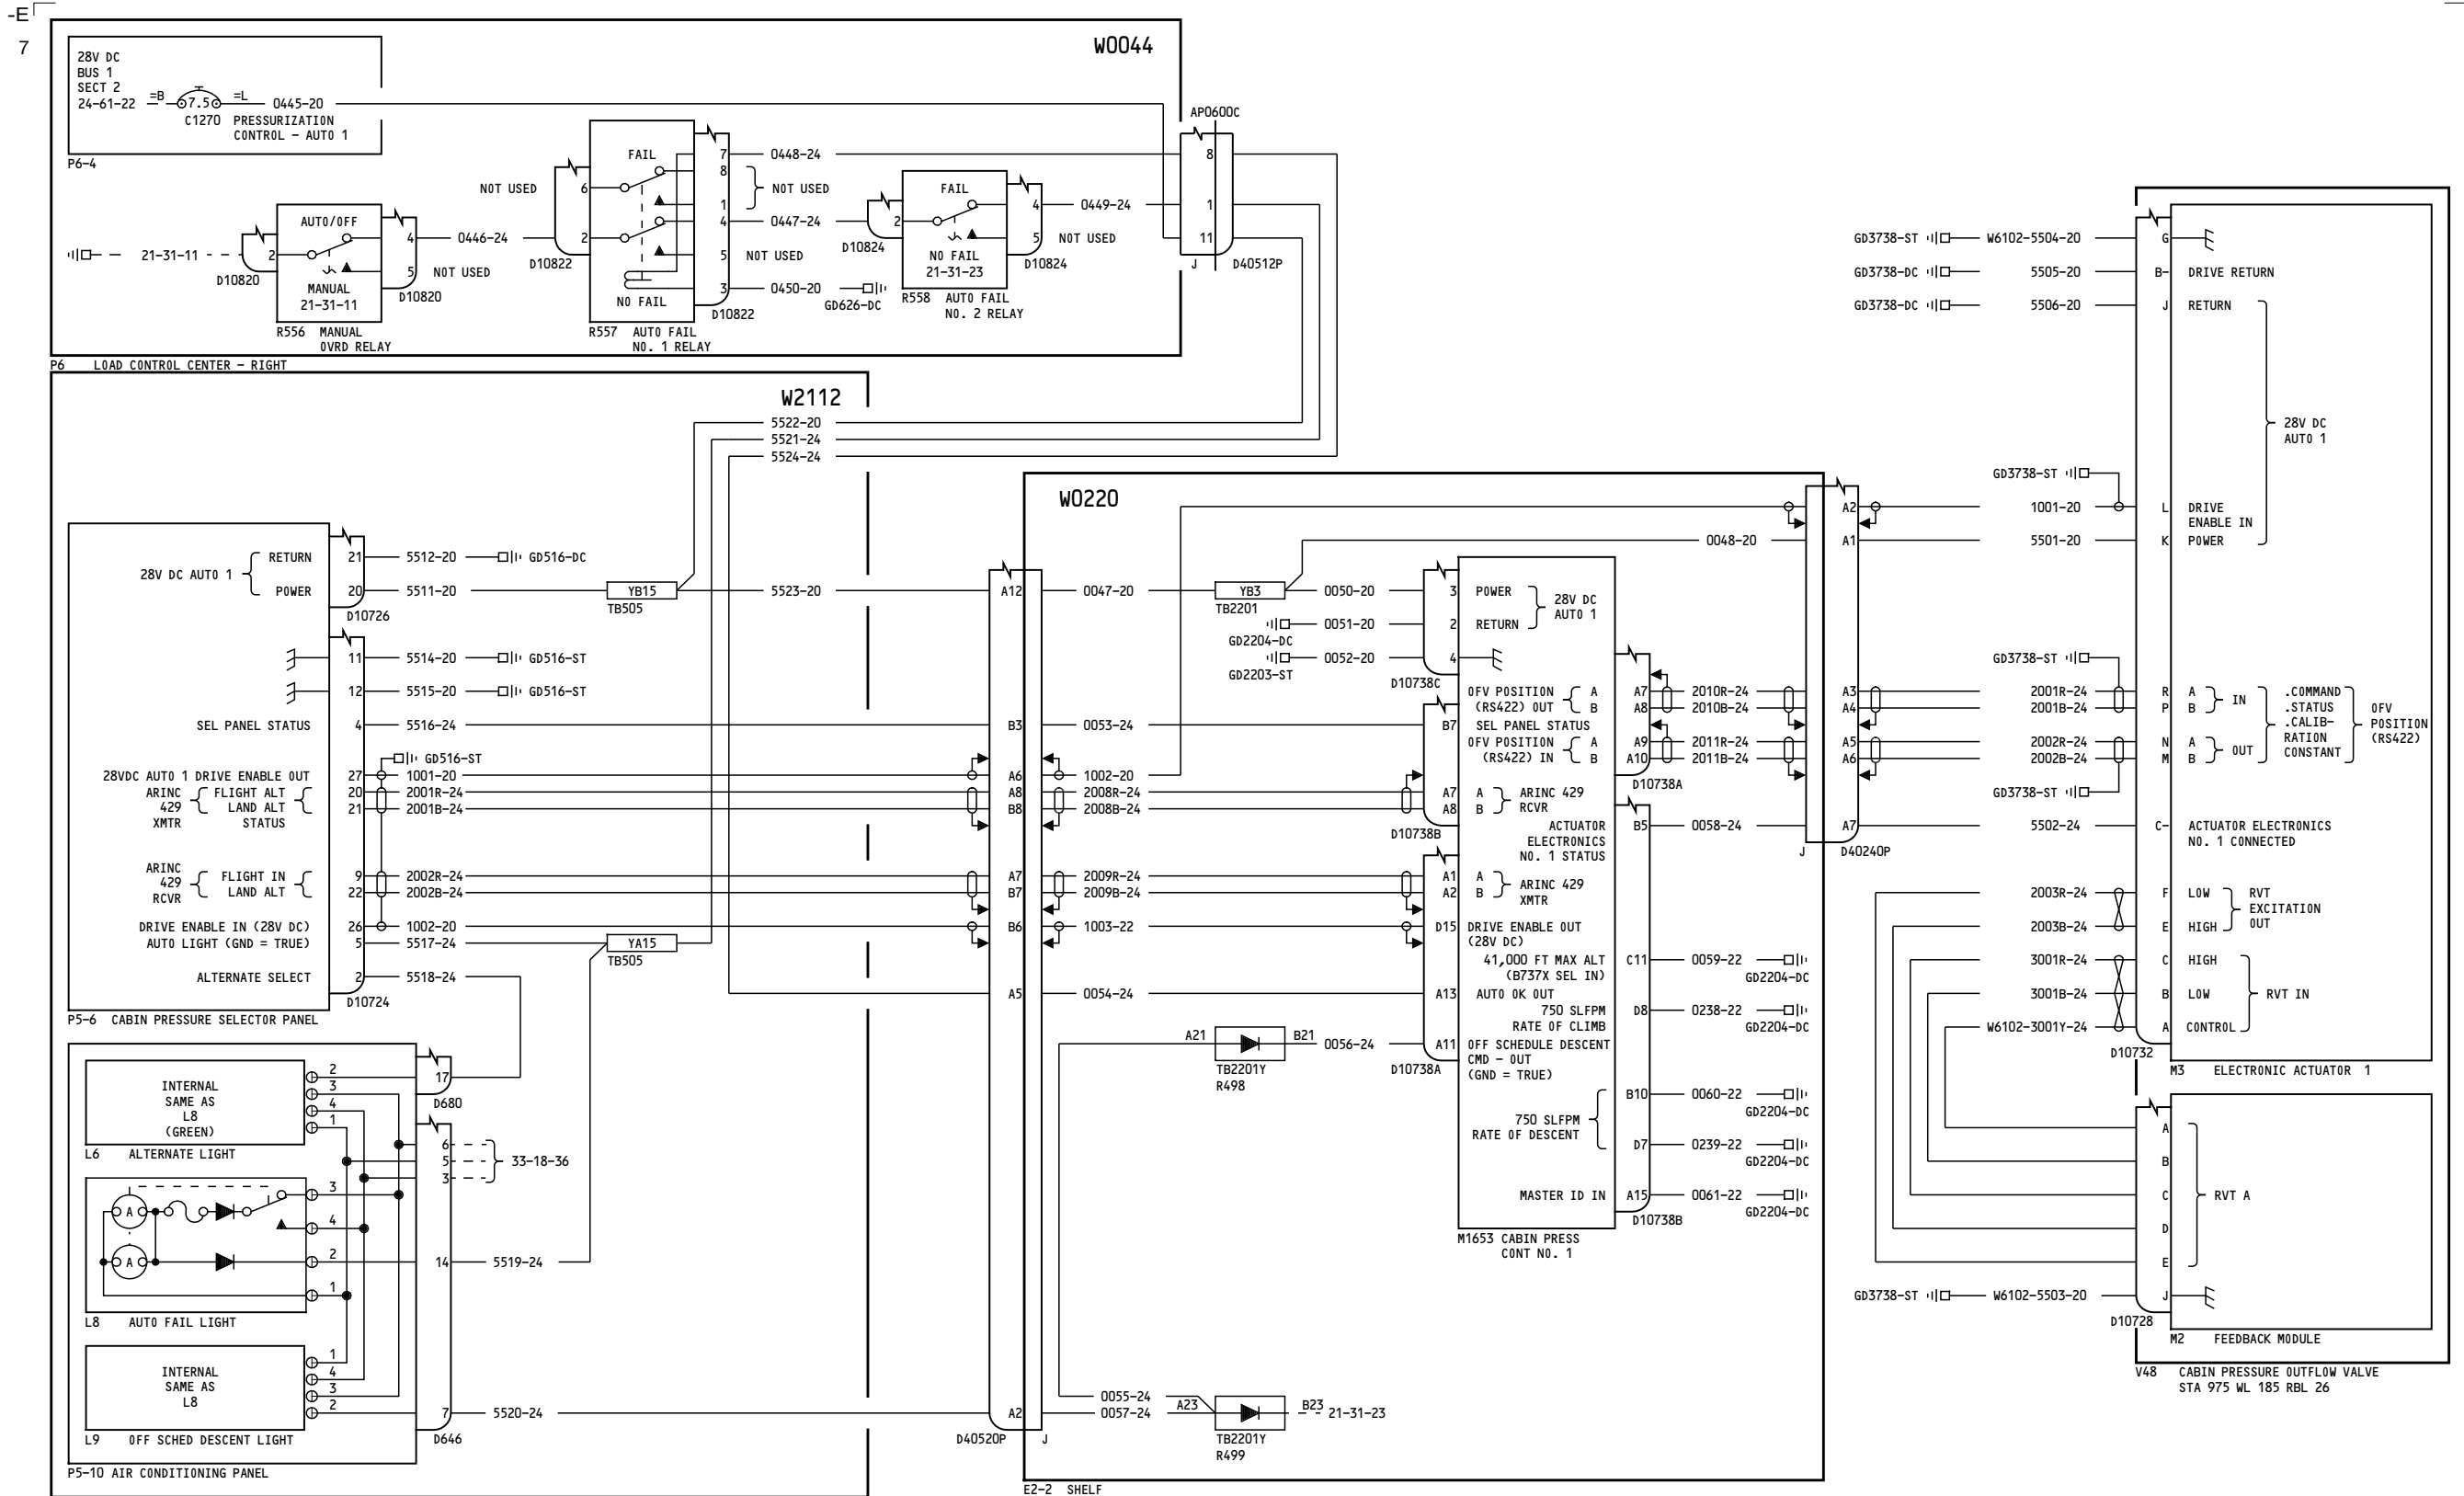 -E
7
W0044
28V DC
BUS 1
SECT 2
24-61-22 =B 7.5 =L 0445-20
C1270 PRESSURIZATION
CONTROL - AUTO 1
P6-4
AP0600C
FAIL 7 0448-24 8
8
NOT USED 6 NOT USED
1
FAIL
4 0449-24 1
4 0447-24 2
AUTO/OFF
2 4 0446-24 2
21-31-11
D10824 5 NOT USED 11
5 NOT USED
D10822 NO FAIL D10824 J D40512P
21-31-23
D10820 5 NOT USED
MANUAL D10820
21-31-11
NO FAIL 3 0450-20
GD626-DC
R558 AUTO FAIL
NO. 2 RELAY
D10822
R556 MANUAL
OVRD RELAY
R557 AUTO FAIL
NO. 1 RELAY
P6 LOAD CONTROL CENTER - RIGHT
W2112
5522-20
5521-24
5524-24
28V DC AUTO 1
RETURN 21 5512-20 GD516-DC
POWER 20 5511-20 YB15 5523-20 A12
TB505
D10726
11 5514-20 GD516-ST
12 5515-20 GD516-ST
SEL PANEL STATUS 4 5516-24 B3
GD516-ST
28VDC AUTO 1 DRIVE ENABLE OUT 27 1001-20 A6
ARINC
429
XMTR
FLIGHT ALT 20 2001R-24 A8
LAND ALT 21 2001B-24 B8
STATUS
ARINC
429
RCVR
FLIGHT IN 9 2002R-24 A7
LAND ALT 22 2002B-24 B7
DRIVE ENABLE IN (28V DC) 26 1002-20 B6
AUTO LIGHT (GND = TRUE) 5 5517-24 YA15
TB505
ALTERNATE SELECT 2 5518-24
A5
D10724
P5-6 CABIN PRESSURE SELECTOR PANEL
INTERNAL
SAME AS
L8
(GREEN)
2
3
4
1
17
D680
L6 ALTERNATE LIGHT
6
5
3
33-18-36
A
A
3
4
2
1
14 5519-24
L8 AUTO FAIL LIGHT
INTERNAL
SAME AS
L8
1
4
3
2
7 5520-24 A2
D646
L9 OFF SCHED DESCENT LIGHT
P5-10 AIR CONDITIONING PANEL
D40520P J
W0220
0048-20
0047-20 YB3 0050-20 3 POWER
TB2201
28V DC
AUTO 1
GD2204-DC 0051-20 2 RETURN
GD2203-ST 0052-20 4
D10738C
0053-24 B7 SEL PANEL STATUS
OFV POSITION
(RS422) OUT
A A7 2010R-24 A3
B A8 2010B-24 A4
OFV POSITION
(RS422) IN
A A9 2011R-24 A5
B A10 2011B-24 A6
D10738A
1002-20
2008R-24 A7 A
2008B-24 A8 B
ARINC 429
RCVR
D10738B
ACTUATOR
ELECTRONICS
NO. 1 STATUS
B5 0058-24 A7
2009R-24 A1 A
2009B-24 A2 B
ARINC 429
XMTR
1003-22 D15 DRIVE ENABLE OUT
(28V DC)
41,000 FT MAX ALT
(B737X SEL IN)
C11 0059-22
GD2204-DC
0054-24 A13 AUTO OK OUT
750 SLFPM
RATE OF CLIMB
D8 0238-22
GD2204-DC
A21 B21 0056-24 A11 OFF SCHEDULE DESCENT
CMD - OUT
(GND = TRUE)
TB2201Y
R498
D10738A
750 SLFPM
RATE OF DESCENT
B10 0060-22
GD2204-DC
D7 0239-22
GD2204-DC
MASTER ID IN A15 0061-22
GD2204-DC
D10738B
M1653 CABIN PRESS
CONT NO. 1
0055-24
0057-24
A23 B23 21-31-23
TB2201Y
R499
E2-2 SHELF
A2
A1
J D40240P
GD3738-ST W6102-5504-20 G
GD3738-DC 5505-20 B- DRIVE RETURN
GD3738-DC 5506-20 J RETURN
28V DC
AUTO 1
GD3738-ST
1001-20 L DRIVE
ENABLE IN
5501-20 K POWER
GD3738-ST
2001R-24 R A
2001B-24 P B
IN
2002R-24 N A
2002B-24 M B
OUT
.COMMAND
.STATUS
.CALIB-
RATION
CONSTANT
OFV
POSITION
(RS422)
GD3738-ST
5502-24 C- ACTUATOR ELECTRONICS
NO. 1 CONNECTED
2003R-24 F LOW
2003B-24 E HIGH
RVT
EXCITATION
OUT
3001R-24 C HIGH
3001B-24 B LOW
W6102-3001Y-24 A CONTROL
RVT IN
D10732
M3 ELECTRONIC ACTUATOR 1
A
B
C
D
E
RVT A
GD3738-ST W6102-5503-20 J
D10728
M2 FEEDBACK MODULE
V48 CABIN PRESSURE OUTFLOW VALVE
STA 975 WL 185 RBL 26